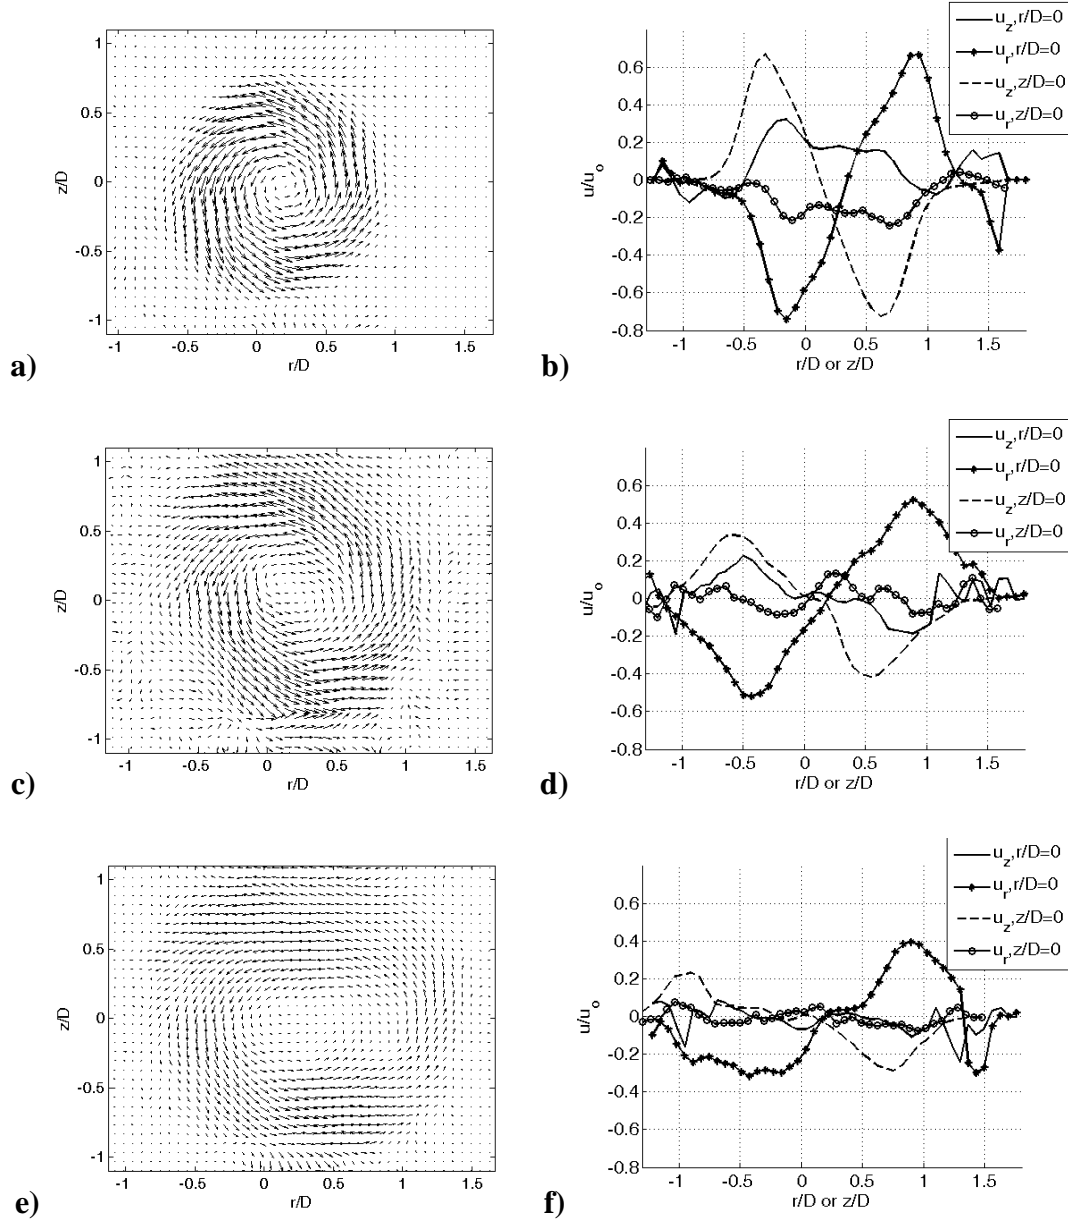 1
0.5
0
-0.5
-1
z/D
-1 -0.5 0 0.5 1 1.5
r/D
a)
u_z,r/D=0
u_r,r/D=0
u_z,z/D=0
u_r,z/D=0
0.6
0.4
0.2
0
-0.2
-0.4
-0.6
-0.8
u/u_o
-1 -0.5 0 0.5 1 1.5
r/D or z/D
b)
1
0.5
0
-0.5
-1
z/D
-1 -0.5 0 0.5 1 1.5
r/D
c)
u_z,r/D=0
u_r,r/D=0
u_z,z/D=0
u_r,z/D=0
0.6
0.4
0.2
0
-0.2
-0.4
-0.6
-0.8
u/u_o
-1 -0.5 0 0.5 1 1.5
r/D or z/D
d)
1
0.5
0
-0.5
-1
z/D
-1 -0.5 0 0.5 1 1.5
r/D
e)
u_z,r/D=0
u_r,r/D=0
u_z,z/D=0
u_r,z/D=0
0.6
0.4
0.2
0
-0.2
-0.4
-0.6
-0.8
u/u_o
-1 -0.5 0 0.5 1 1.5
r/D or z/D
f)